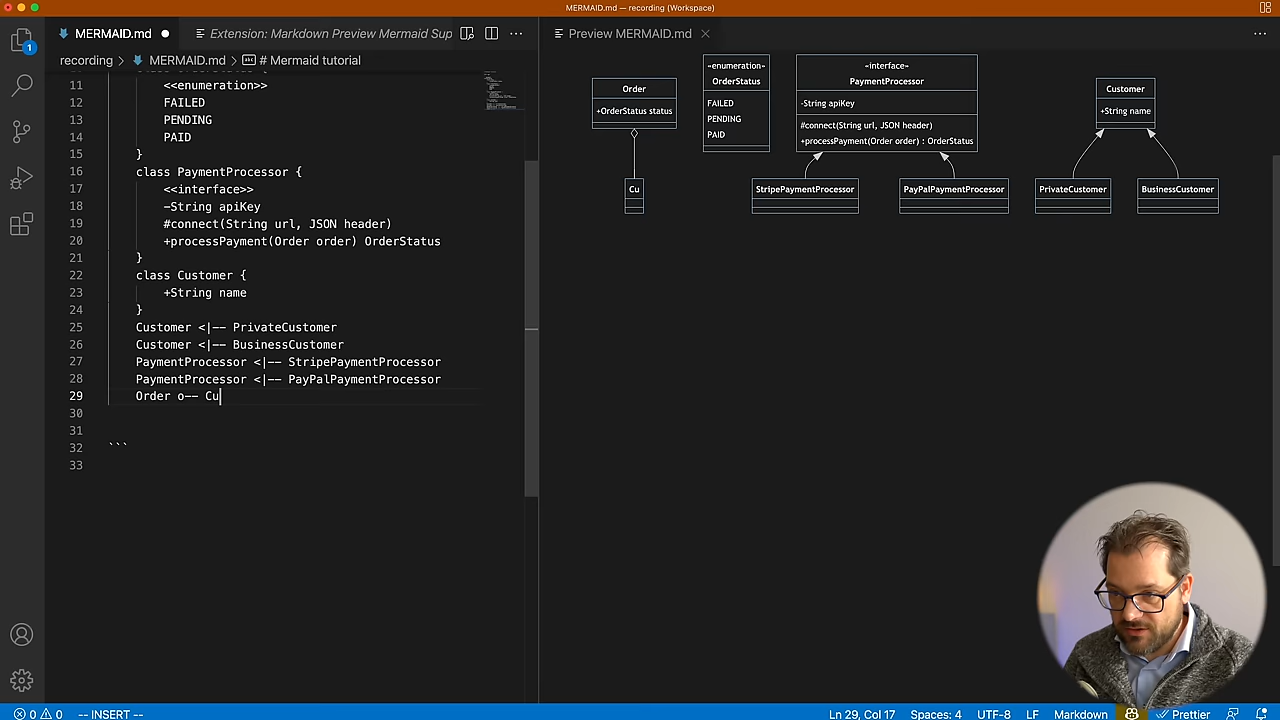 MERMAID.md — recording (Workspace)
MERMAID.md
Extension: Markdown Preview Mermaid Sup
Preview MERMAID.md
recording > MERMAID.md > # Mermaid tutorial
1
11 <<enumeration>>
12 FAILED
13 PENDING
14 PAID
15 }
16 class PaymentProcessor {
17 <<interface>>
18 -String apiKey
19 #connect(String url, JSON header)
20 +processPayment(Order order) OrderStatus
21 }
22 class Customer {
23 +String name
24 }
25 Customer <|-- PrivateCustomer
26 Customer <|-- BusinessCustomer
27 PaymentProcessor <|-- StripePaymentProcessor
28 PaymentProcessor <|-- PayPalPaymentProcessor
29 Order o-- Cu
30
31
32 ```
33
Order
+OrderStatus status
Cu
«enumeration»
OrderStatus
FAILED
PENDING
PAID
«interface»
PaymentProcessor
-String apiKey
#connect(String url, JSON header)
+processPayment(Order order) : OrderStatus
StripePaymentProcessor
PayPalPaymentProcessor
Customer
+String name
PrivateCustomer
BusinessCustomer
0 0 -- INSERT --
Ln 29, Col 17 Spaces: 4 UTF-8 LF Markdown Prettier